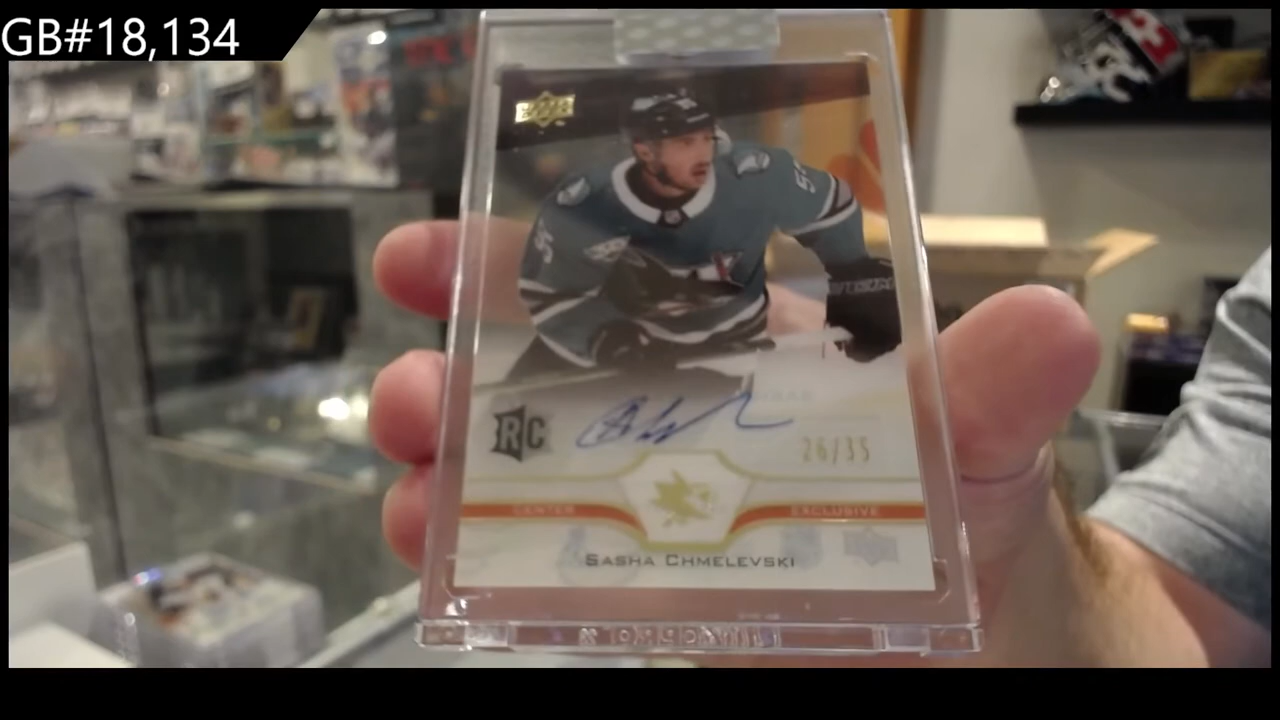 GB#18,134
RC
26/35
CENTER
EXCLUSIVE
SASHA CHMELEVSKI